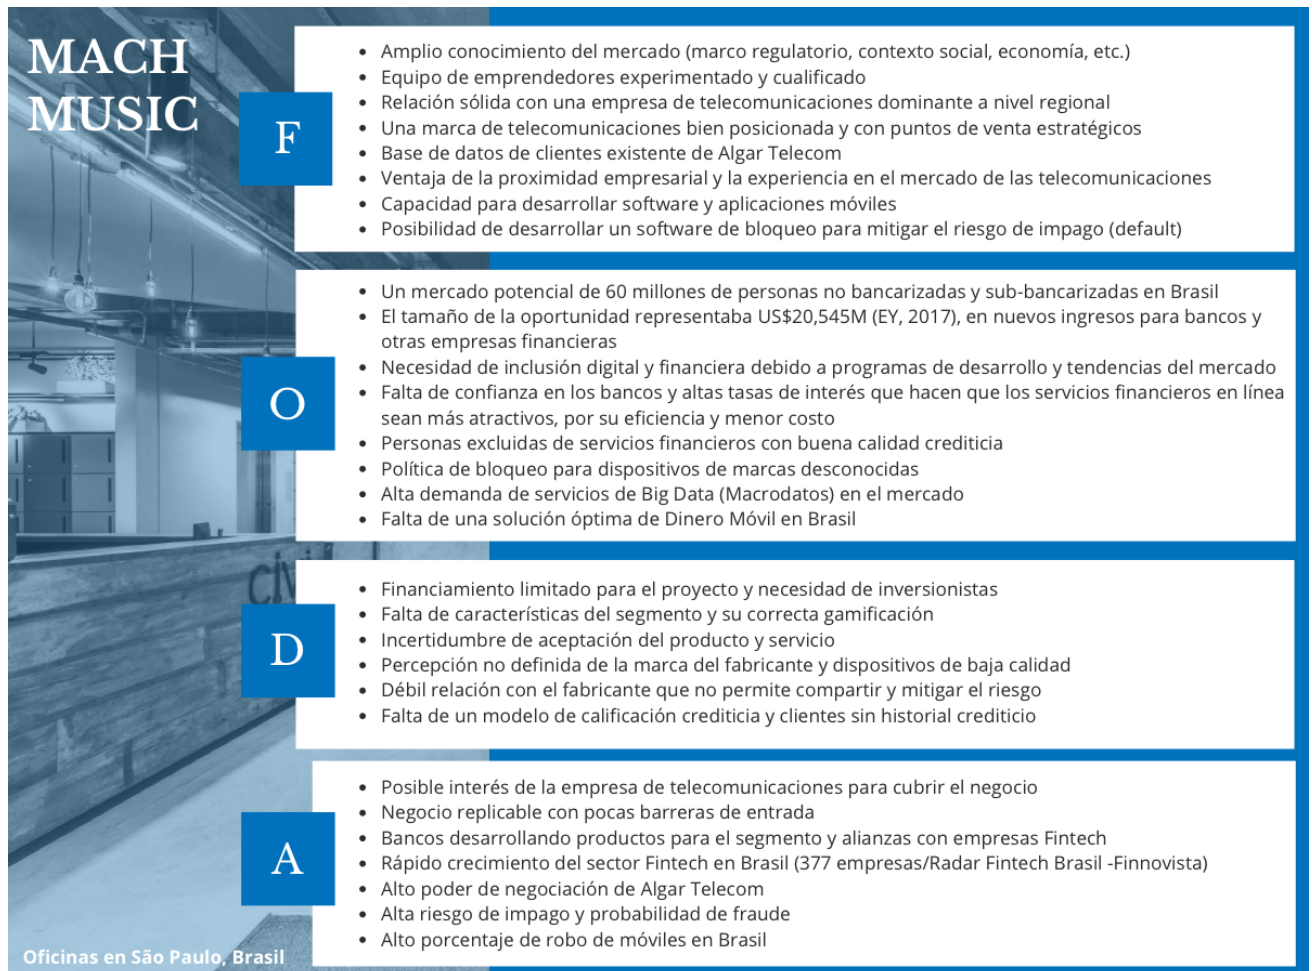 MACH
MUSIC
F
• Amplio conocimiento del mercado (marco regulatorio, contexto social, economía, etc.)
• Equipo de emprendedores experimentado y cualificado
• Relación sólida con una empresa de telecomunicaciones dominante a nivel regional
• Una marca de telecomunicaciones bien posicionada y con puntos de venta estratégicos
• Base de datos de clientes existente de Algar Telecom
• Ventaja de la proximidad empresarial y la experiencia en el mercado de las telecomunicaciones
• Capacidad para desarrollar software y aplicaciones móviles
• Posibilidad de desarrollar un software de bloqueo para mitigar el riesgo de impago (default)
O
• Un mercado potencial de 60 millones de personas no bancarizadas y sub-bancarizadas en Brasil
• El tamaño de la oportunidad representaba US$20,545M (EY, 2017), en nuevos ingresos para bancos y
otras empresas financieras
• Necesidad de inclusión digital y financiera debido a programas de desarrollo y tendencias del mercado
• Falta de confianza en los bancos y altas tasas de interés que hacen que los servicios financieros en línea
sean más atractivos, por su eficiencia y menor costo
• Personas excluidas de servicios financieros con buena calidad crediticia
• Política de bloqueo para dispositivos de marcas desconocidas
• Alta demanda de servicios de Big Data (Macrodatos) en el mercado
• Falta de una solución óptima de Dinero Móvil en Brasil
CÍV
D
• Financiamiento limitado para el proyecto y necesidad de inversionistas
• Falta de características del segmento y su correcta gamificación
• Incertidumbre de aceptación del producto y servicio
• Percepción no definida de la marca del fabricante y dispositivos de baja calidad
• Débil relación con el fabricante que no permite compartir y mitigar el riesgo
• Falta de un modelo de calificación crediticia y clientes sin historial crediticio
A
• Posible interés de la empresa de telecomunicaciones para cubrir el negocio
• Negocio replicable con pocas barreras de entrada
• Bancos desarrollando productos para el segmento y alianzas con empresas Fintech
• Rápido crecimiento del sector Fintech en Brasil (377 empresas/Radar Fintech Brasil -Finnovista)
• Alto poder de negociación de Algar Telecom
• Alta riesgo de impago y probabilidad de fraude
• Alto porcentaje de robo de móviles en Brasil
Oficinas en São Paulo, Brasil